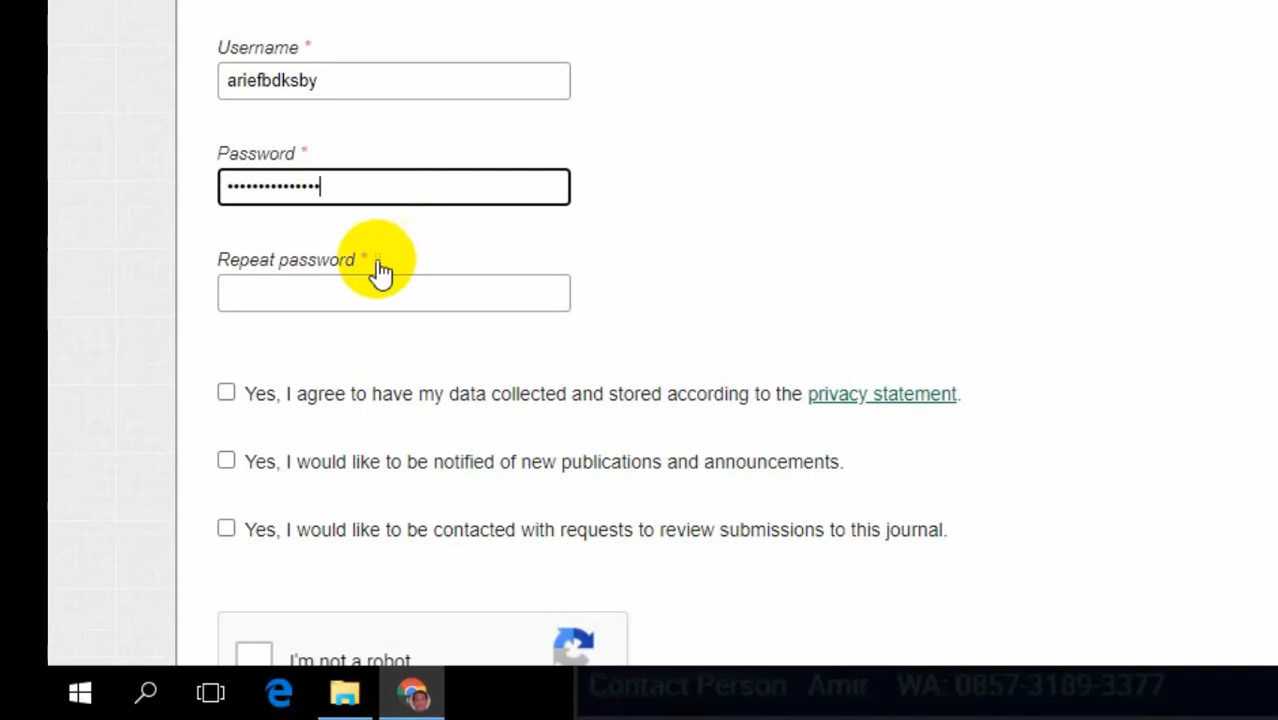 Username *
ariefbdksby
Password *
•••••••••••••••
Repeat password *
Yes, I agree to have my data collected and stored according to the privacy statement.
Yes, I would like to be notified of new publications and announcements.
Yes, I would like to be contacted with requests to review submissions to this journal.
I'm not a robot
Contact Person Amir WA: 0857-3189-3377